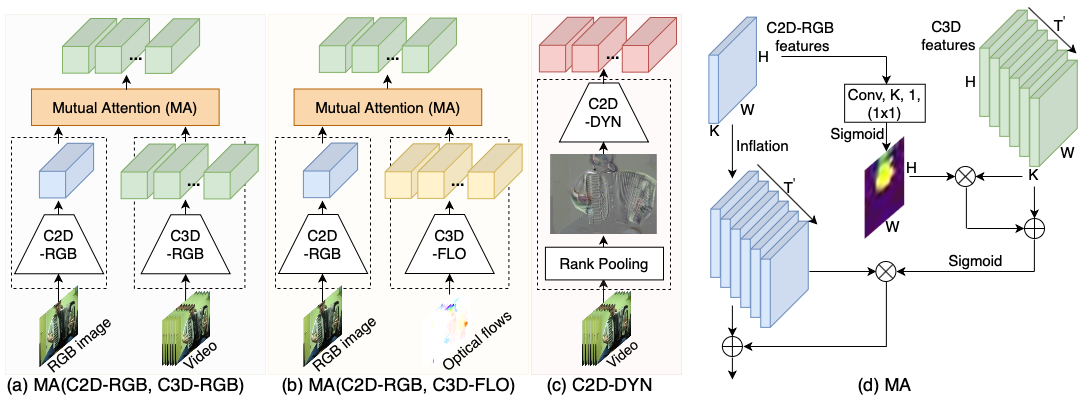 Mutual Attention (MA)
...
C2D
-RGB
C3D
-RGB
RGB image
Video
(a) MA(C2D-RGB, C3D-RGB)
...
Mutual Attention (MA)
...
C2D
-RGB
C3D
-FLO
RGB image
Optical flows
(b) MA(C2D-RGB, C3D-FLO)
...
C2D
-DYN
Rank Pooling
Video
(c) C2D-DYN
C2D-RGB
features
H
W
K
Inflation
T'
Conv, K, 1,
(1x1)
Sigmoid
H
W
C3D
features
T'
H
W
K
Sigmoid
(d) MA